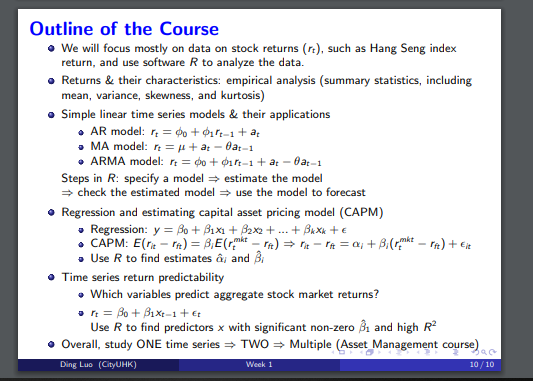 Outline of the Course
We will focus mostly on data on stock returns (rₜ), such as Hang Seng index
return, and use software R to analyze the data.
Returns & their characteristics: empirical analysis (summary statistics, including
mean, variance, skewness, and kurtosis)
Simple linear time series models & their applications
AR model: rₜ = ϕ₀ + ϕ₁rₜ₋₁ + aₜ
MA model: rₜ = μ + aₜ − θaₜ₋₁
ARMA model: rₜ = ϕ₀ + ϕ₁rₜ₋₁ + aₜ − θaₜ₋₁
Steps in R: specify a model ⇒ estimate the model
⇒ check the estimated model ⇒ use the model to forecast
Regression and estimating capital asset pricing model (CAPM)
Regression: y = β₀ + β₁x₁ + β₂x₂ + ... + βₖxₖ + ϵ
CAPM: E(rᵢₜ − r_{ft}) = βᵢE(rₜᵐᵏᵗ − r_{ft}) ⇒ rᵢₜ − r_{ft} = αᵢ + βᵢ(rₜᵐᵏᵗ − r_{ft}) + ϵᵢₜ
Use R to find estimates α̂ᵢ and β̂ᵢ
Time series return predictability
Which variables predict aggregate stock market returns?
rₜ = β₀ + β₁xₜ₋₁ + ϵₜ
Use R to find predictors x with significant non-zero β̂₁ and high R²
Overall, study ONE time series ⇒ TWO ⇒ Multiple (Asset Management course)
Ding Luo (CityUHK) Week 1 10 / 10